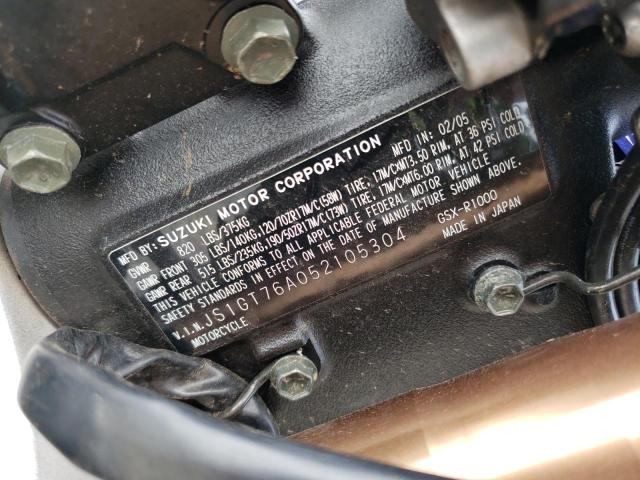 MFD BY: SUZUKI MOTOR CORPORATION MFD IN: 02/05
GVWR 820 LBS/375KG
GAWR FRONT 305 LBS/140KG,120/70ZR17M/C(58W) TIRE, 17M/CxMT3.50 RIM, AT 36 PSI COLD
GAWR REAR 515 LBS/235KG,190/50ZR17M/C(73W) TIRE, 17M/CxMT6.00 RIM, AT 42 PSI COLD
THIS VEHICLE CONFORMS TO ALL APPLICABLE FEDERAL MOTOR VEHICLE
SAFETY STANDARDS IN EFFECT ON THE DATE OF MANUFACTURE SHOWN ABOVE.
V.I.N. JS1GT76A052105304 GSX-R1000
MOTORCYCLE MADE IN JAPAN